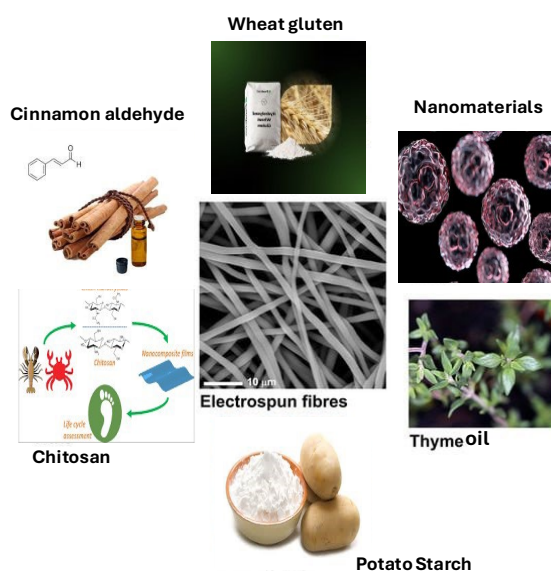 Wheat gluten
Cinnamon aldehyde
Nanomaterials
O
H
Chitosan
Nanocomposite films
Life cycle
assessment
10 μm
Electrospun fibres
Thyme oil
Chitosan
Potato Starch